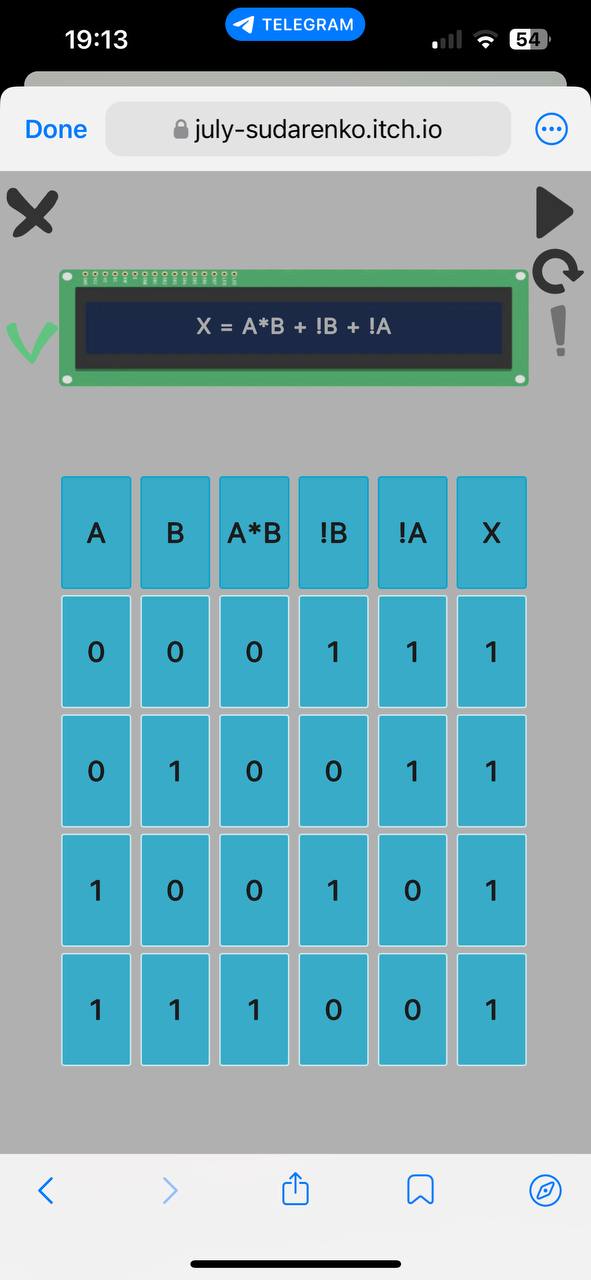 19:13
TELEGRAM
54
Done
july-sudarenko.itch.io
X = A*B + !B + !A
A B A*B !B !A X
0 0 0 1 1 1
0 1 0 0 1 1
1 0 0 1 0 1
1 1 1 0 0 1